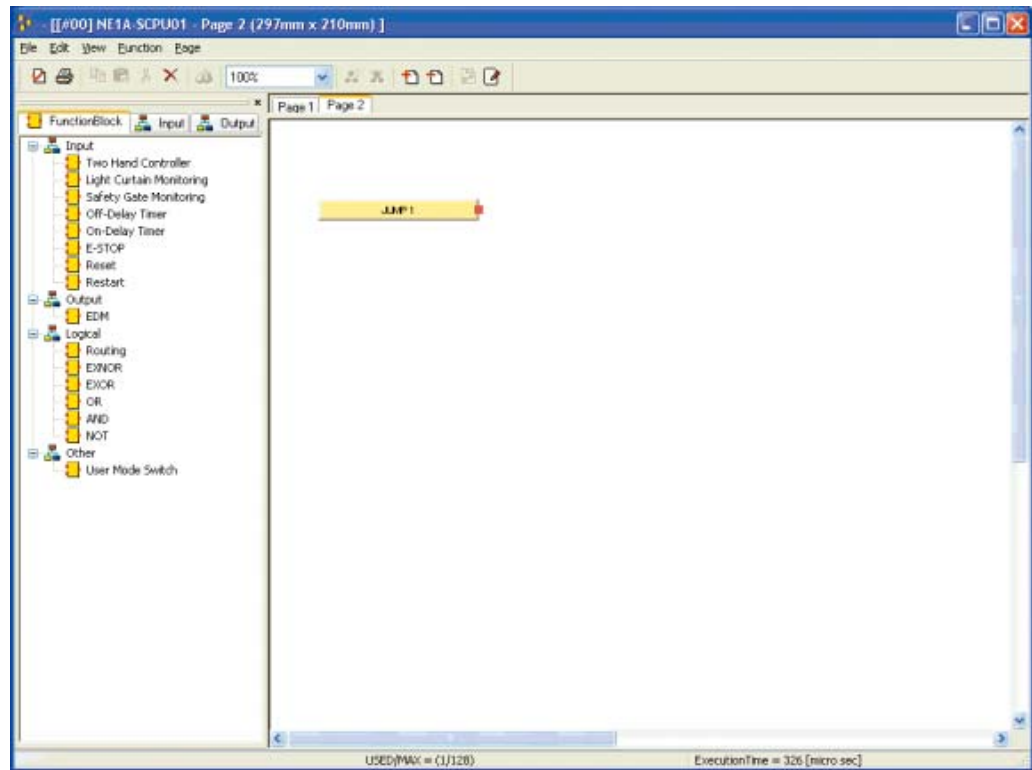 [[#00] NE1A-SCPU01 - Page 2 (297mm x 210mm) ]
File Edit View Function Page
100%
Page 1 Page 2
FunctionBlock Input Output
Input
Two Hand Controller
Light Curtain Monitoring
Safety Gate Monitoring
Off-Delay Timer
On-Delay Timer
E-STOP
Reset
Restart
Output
EDM
Logical
Routing
EXNOR
EXOR
OR
AND
NOT
Other
User Mode Switch
JUMP 1
USED/MAX = (1/128) ExecutionTime = 326 [micro sec]